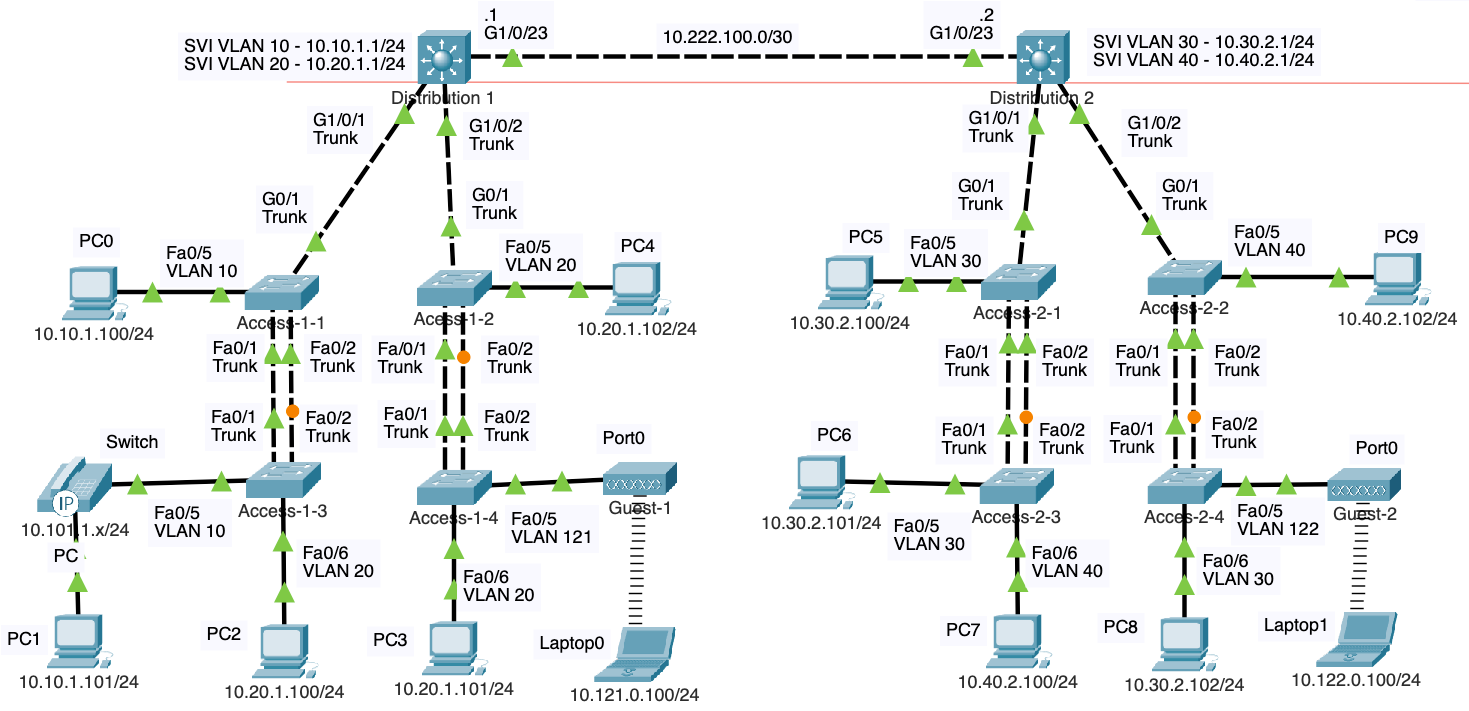 .1
G1/0/23
10.222.100.0/30
.2
G1/0/23
SVI VLAN 10 - 10.10.1.1/24
SVI VLAN 20 - 10.20.1.1/24
SVI VLAN 30 - 10.30.2.1/24
SVI VLAN 40 - 10.40.2.1/24
Distribution 1
Distribution 2
G1/0/1
Trunk
G1/0/2
Trunk
G1/0/1
Trunk
G1/0/2
Trunk
G0/1
Trunk
G0/1
Trunk
G0/1
Trunk
G0/1
Trunk
PC0
Fa0/5
VLAN 10
Fa0/5
VLAN 20
PC4
PC5
Fa0/5
VLAN 30
Fa0/5
VLAN 40
PC9
10.10.1.100/24
Access-1-1
Acess-1-2
10.20.1.102/24
10.30.2.100/24
Access-2-1
Access-2-2
10.40.2.102/24
Fa0/1
Trunk
Fa0/2
Trunk
Fa/0/1
Trunk
Fa0/2
Trunk
Fa0/1
Trunk
Fa0/2
Trunk
Fa0/1
Trunk
Fa0/2
Trunk
Fa0/1
Trunk
Fa0/2
Trunk
Fa0/1
Trunk
Fa0/2
Trunk
Fa0/1
Trunk
Fa0/2
Trunk
Fa0/1
Trunk
Fa0/2
Trunk
Switch
Port0
PC6
Port0
IP
10.101.1.x/24
Fa0/5
VLAN 10
Access-1-3
Access-1-4
Fa0/5
VLAN 121
Guest-1
10.30.2.101/24
Fa0/5
VLAN 30
Access-2-3
Acces-2-4
Fa0/5
VLAN 122
Guest-2
PC
Fa0/6
VLAN 20
Fa0/6
VLAN 20
Fa0/6
VLAN 40
Fa0/6
VLAN 30
PC1
10.10.1.101/24
PC2
10.20.1.100/24
PC3
10.20.1.101/24
Laptop0
10.121.0.100/24
PC7
10.40.2.100/24
PC8
10.30.2.102/24
Laptop1
10.122.0.100/24